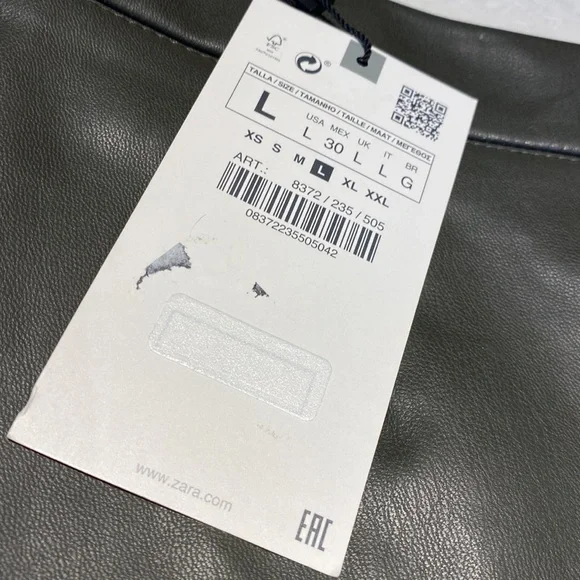 FSC
TALLA / SIZE / TAMANHO / TAILLE / MAAT / ΜΕΓΕΘΟΣ
L
USA MEX UK IT BR
L 30 L L G
XS S M L XL XXL
ART.: 8372 / 235 / 505
08372235505042
www.zara.com
EAC